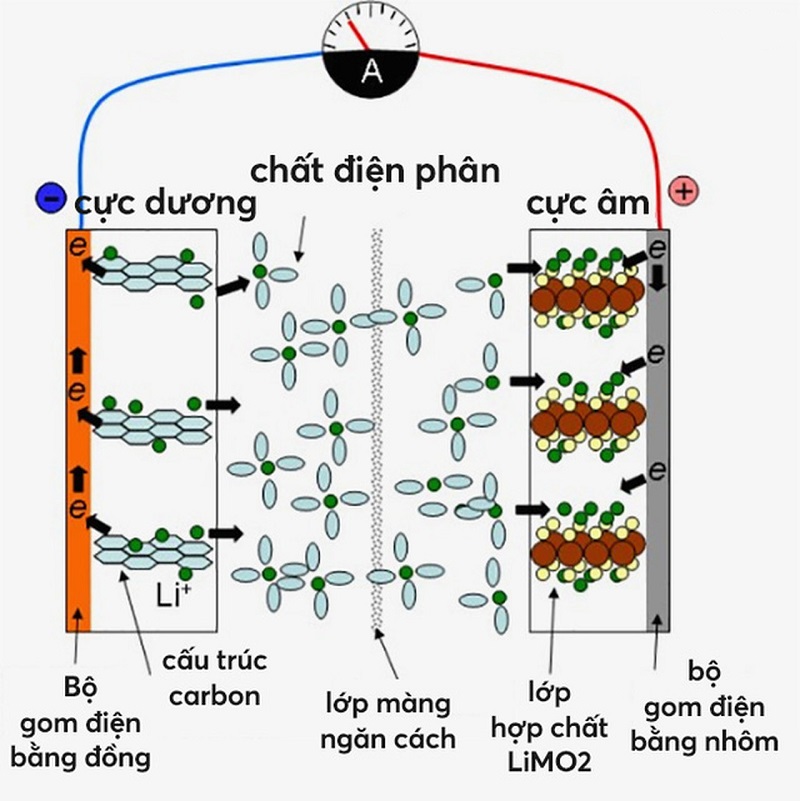 A
chất điện phân
-
cực dương
cực âm
+
e
e
e
e
e
e
Li⁺
Bộ
gom điện
bằng đồng
cấu trúc
carbon
lớp màng
ngăn cách
lớp
hợp chất
LiMO2
bộ
gom điện
bằng nhôm